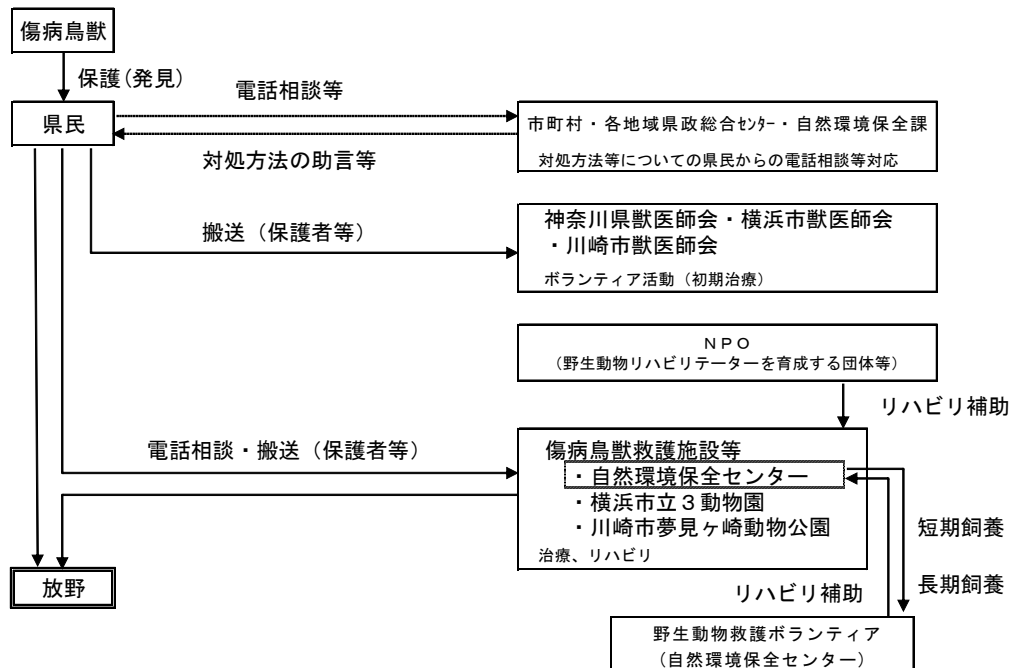 傷病鳥獣
保護(発見)
電話相談等
県民
市町村・各地域県政総合ｾﾝﾀｰ・自然環境保全課
対処方法等についての県民からの電話相談等対応
対処方法の助言等
搬送（保護者等）
神奈川県獣医師会・横浜市獣医師会
・川崎市獣医師会
ボランティア活動（初期治療）
ＮＰＯ
（野生動物リハビリテーターを育成する団体等）
リハビリ補助
電話相談・搬送（保護者等）
傷病鳥獣救護施設等
・自然環境保全センター
・横浜市立３動物園
・川崎市夢見ヶ崎動物公園
治療、リハビリ
短期飼養
長期飼養
放野
リハビリ補助
野生動物救護ボランティア
（自然環境保全センター）